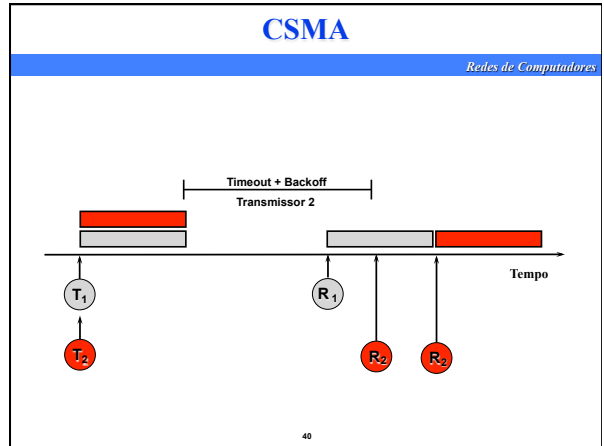 CSMA
Redes de Computadores
Timeout + Backoff
Transmissor 2
Tempo
T1
R1
T2
R2
R2
40